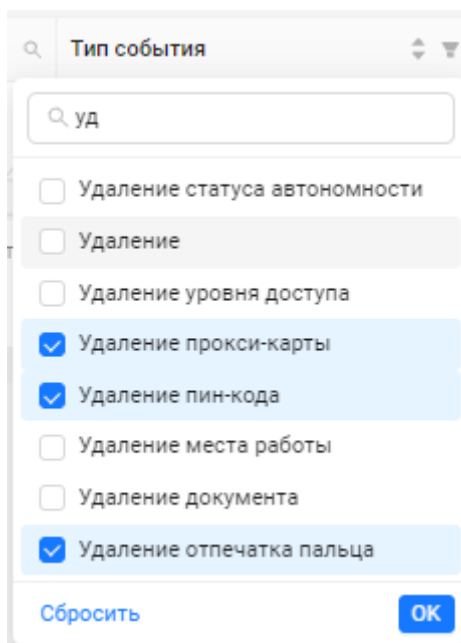 Тип события
уд
Удаление статуса автономности
Удаление
Удаление уровня доступа
Удаление прокси-карты
Удаление пин-кода
Удаление места работы
Удаление документа
Удаление отпечатка пальца
Сбросить OK